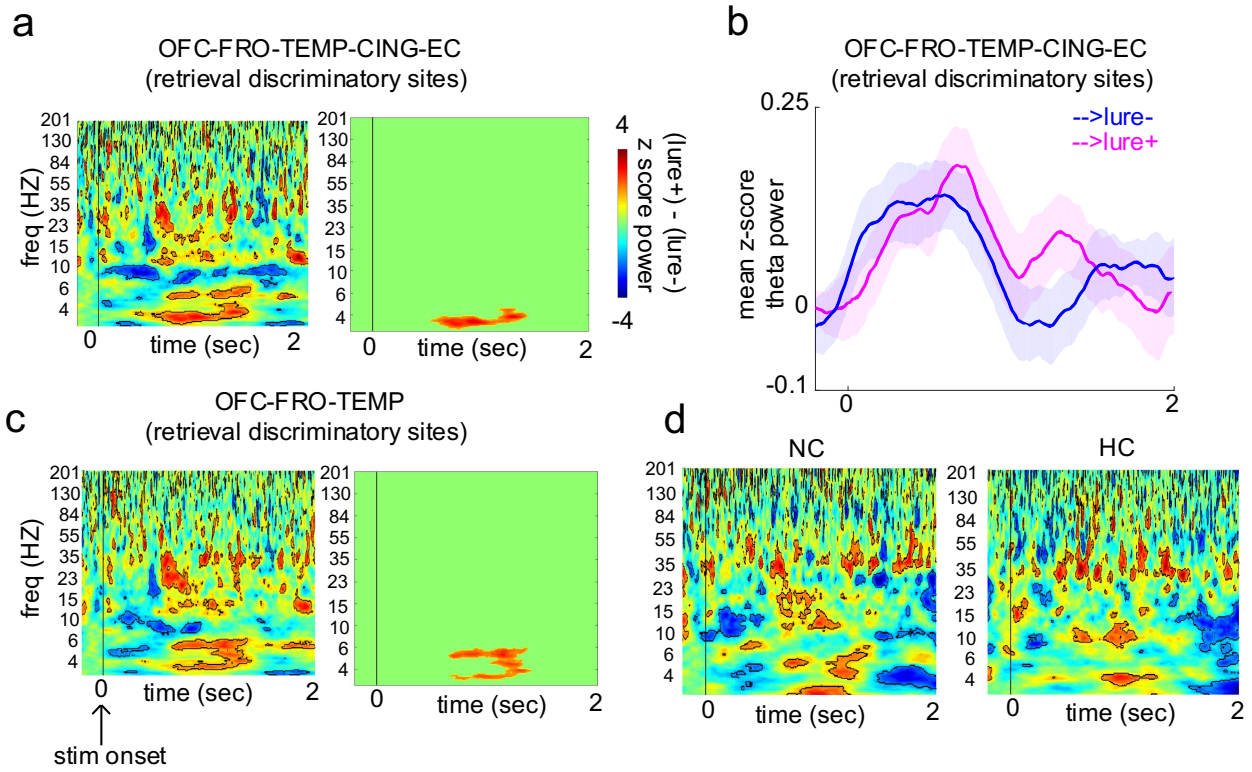 a
OFC-FRO-TEMP-CING-EC
(retrieval discriminatory sites)
freq (HZ)
201
130
84
55
35
23
15
10
6
4
0
time (sec)
2
201
130
84
55
35
23
15
10
6
4
0
time (sec)
2
4
-4
(lure+) - (lure-)
z score power
b
OFC-FRO-TEMP-CING-EC
(retrieval discriminatory sites)
0.25
0
-0.1
mean z-score
theta power
-->lure-
-->lure+
0
2
c
OFC-FRO-TEMP
(retrieval discriminatory sites)
freq (HZ)
201
130
84
55
35
23
15
10
6
4
0
time (sec)
2
stim onset
201
130
84
55
35
23
15
10
6
4
0
time (sec)
2
d
NC
201
130
84
55
35
23
15
10
6
4
0
time (sec)
2
HC
201
130
84
55
35
23
15
10
6
4
0
time (sec)
2